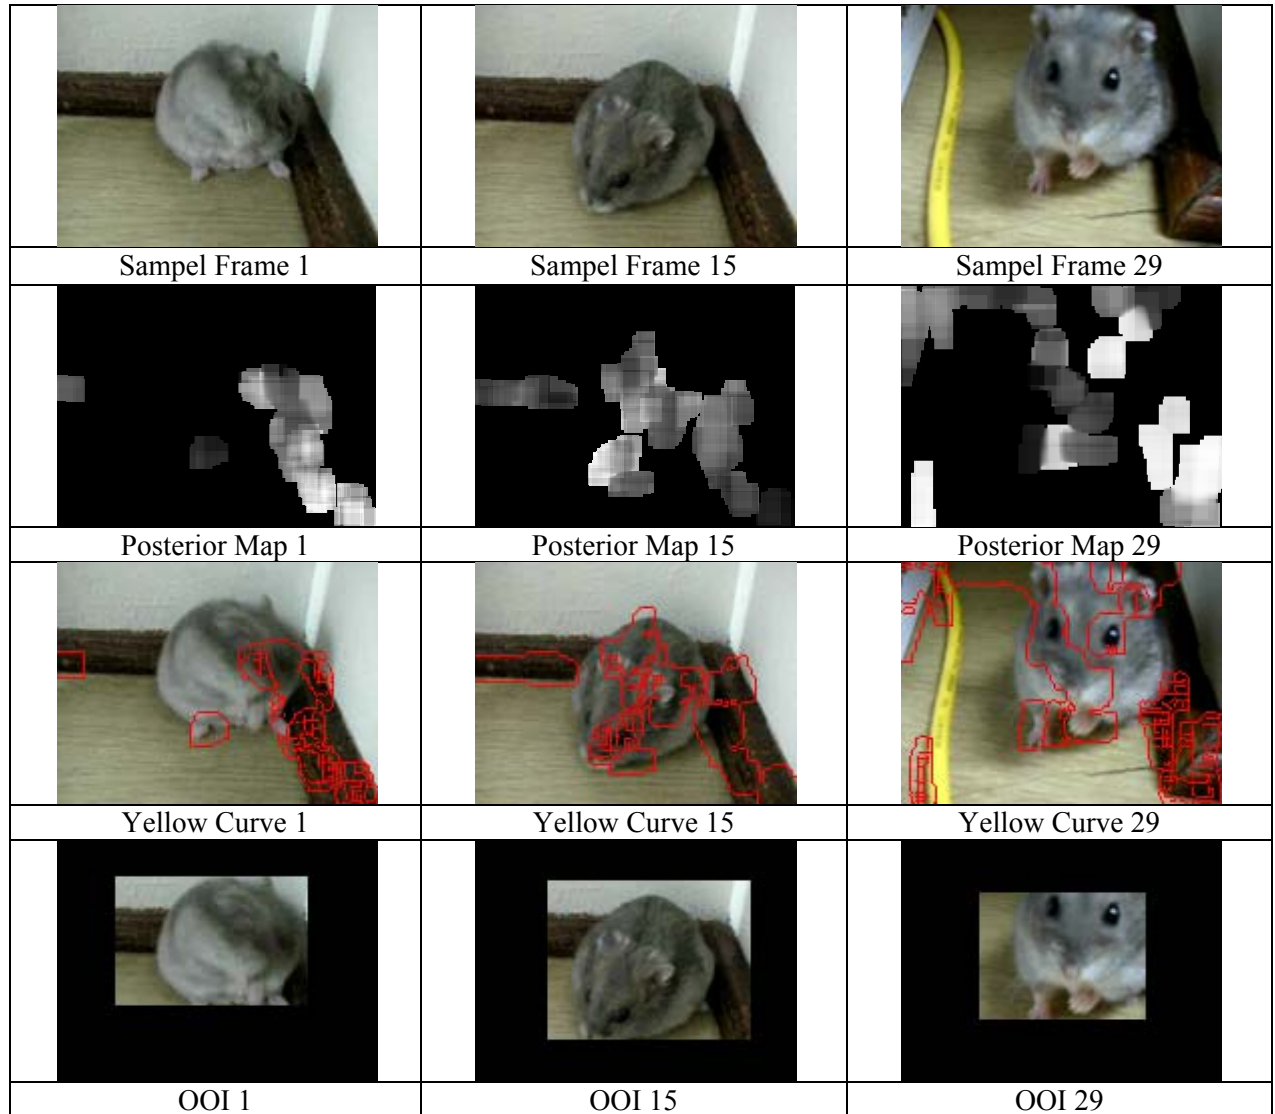 Sampel Frame 1
Sampel Frame 15
Sampel Frame 29
Posterior Map 1
Posterior Map 15
Posterior Map 29
Yellow Curve 1
Yellow Curve 15
Yellow Curve 29
OOI 1
OOI 15
OOI 29